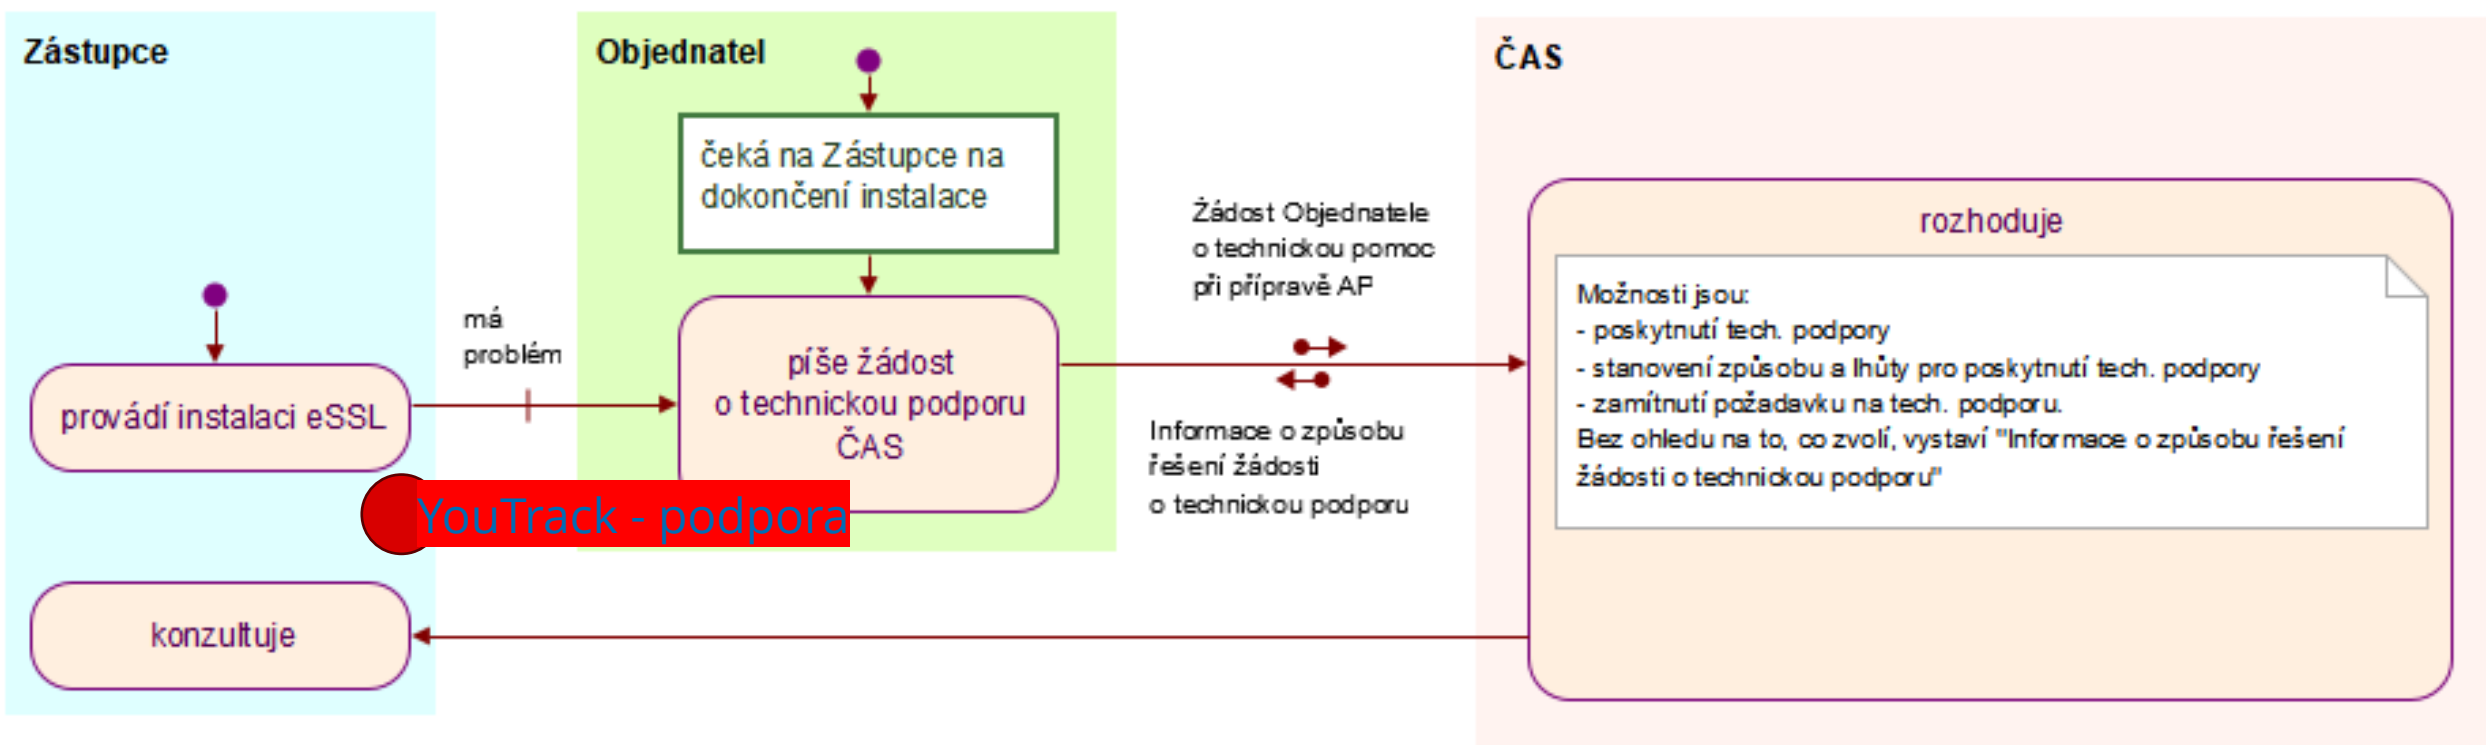 Zástupce
Objednatel
ČAS
čeká na Zástupce na
dokončení instalace
Žádost Objednatele
o technickou pomoc
při přípravě AP
rozhoduje
Možnosti jsou:
- poskytnutí tech. podpory
- stanovení způsobu a lhůty pro poskytnutí tech. podpory
- zamítnutí požadavku na tech. podporu.
Bez ohledu na to, co zvolí, vystaví "Informace o způsobu řešení
žádosti o technickou podporu"
má
problém
provádí instalaci eSSL
píše žádost
o technickou podporu
ČAS
Informace o způsobu
řešení žádosti
o technickou podporu
YouTrack - podpora
konzultuje